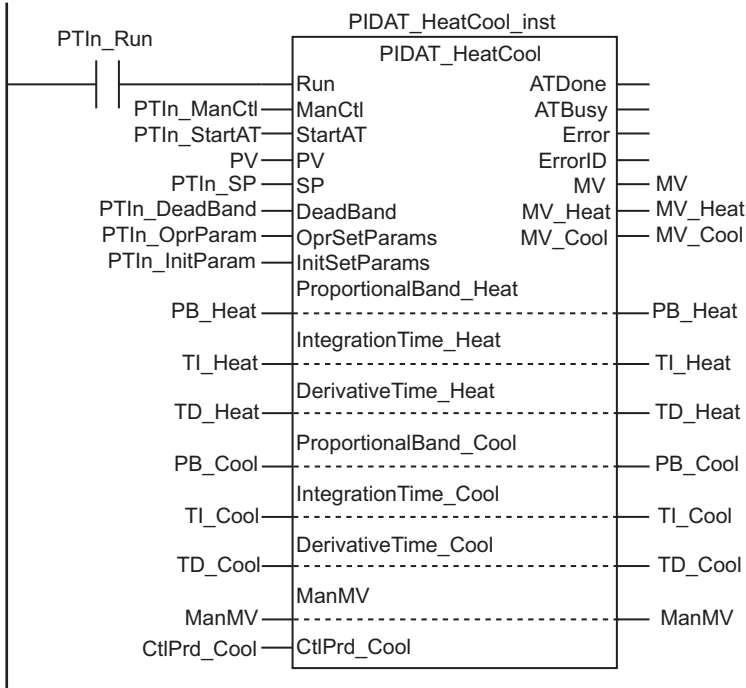 PIDAT_HeatCool_inst
PTIn_Run
PIDAT_HeatCool
Run ATDone
PTIn_ManCtl ManCtl ATBusy
PTIn_StartAT StartAT Error
PV PV ErrorID
PTIn_SP SP MV MV
PTIn_DeadBand DeadBand MV_Heat MV_Heat
PTIn_OprParam OprSetParams MV_Cool MV_Cool
PTIn_InitParam InitSetParams
ProportionalBand_Heat
PB_Heat PB_Heat
IntegrationTime_Heat
TI_Heat TI_Heat
DerivativeTime_Heat
TD_Heat TD_Heat
ProportionalBand_Cool
PB_Cool PB_Cool
IntegrationTime_Cool
TI_Cool TI_Cool
DerivativeTime_Cool
TD_Cool TD_Cool
ManMV
ManMV ManMV
CtlPrd_Cool CtlPrd_Cool